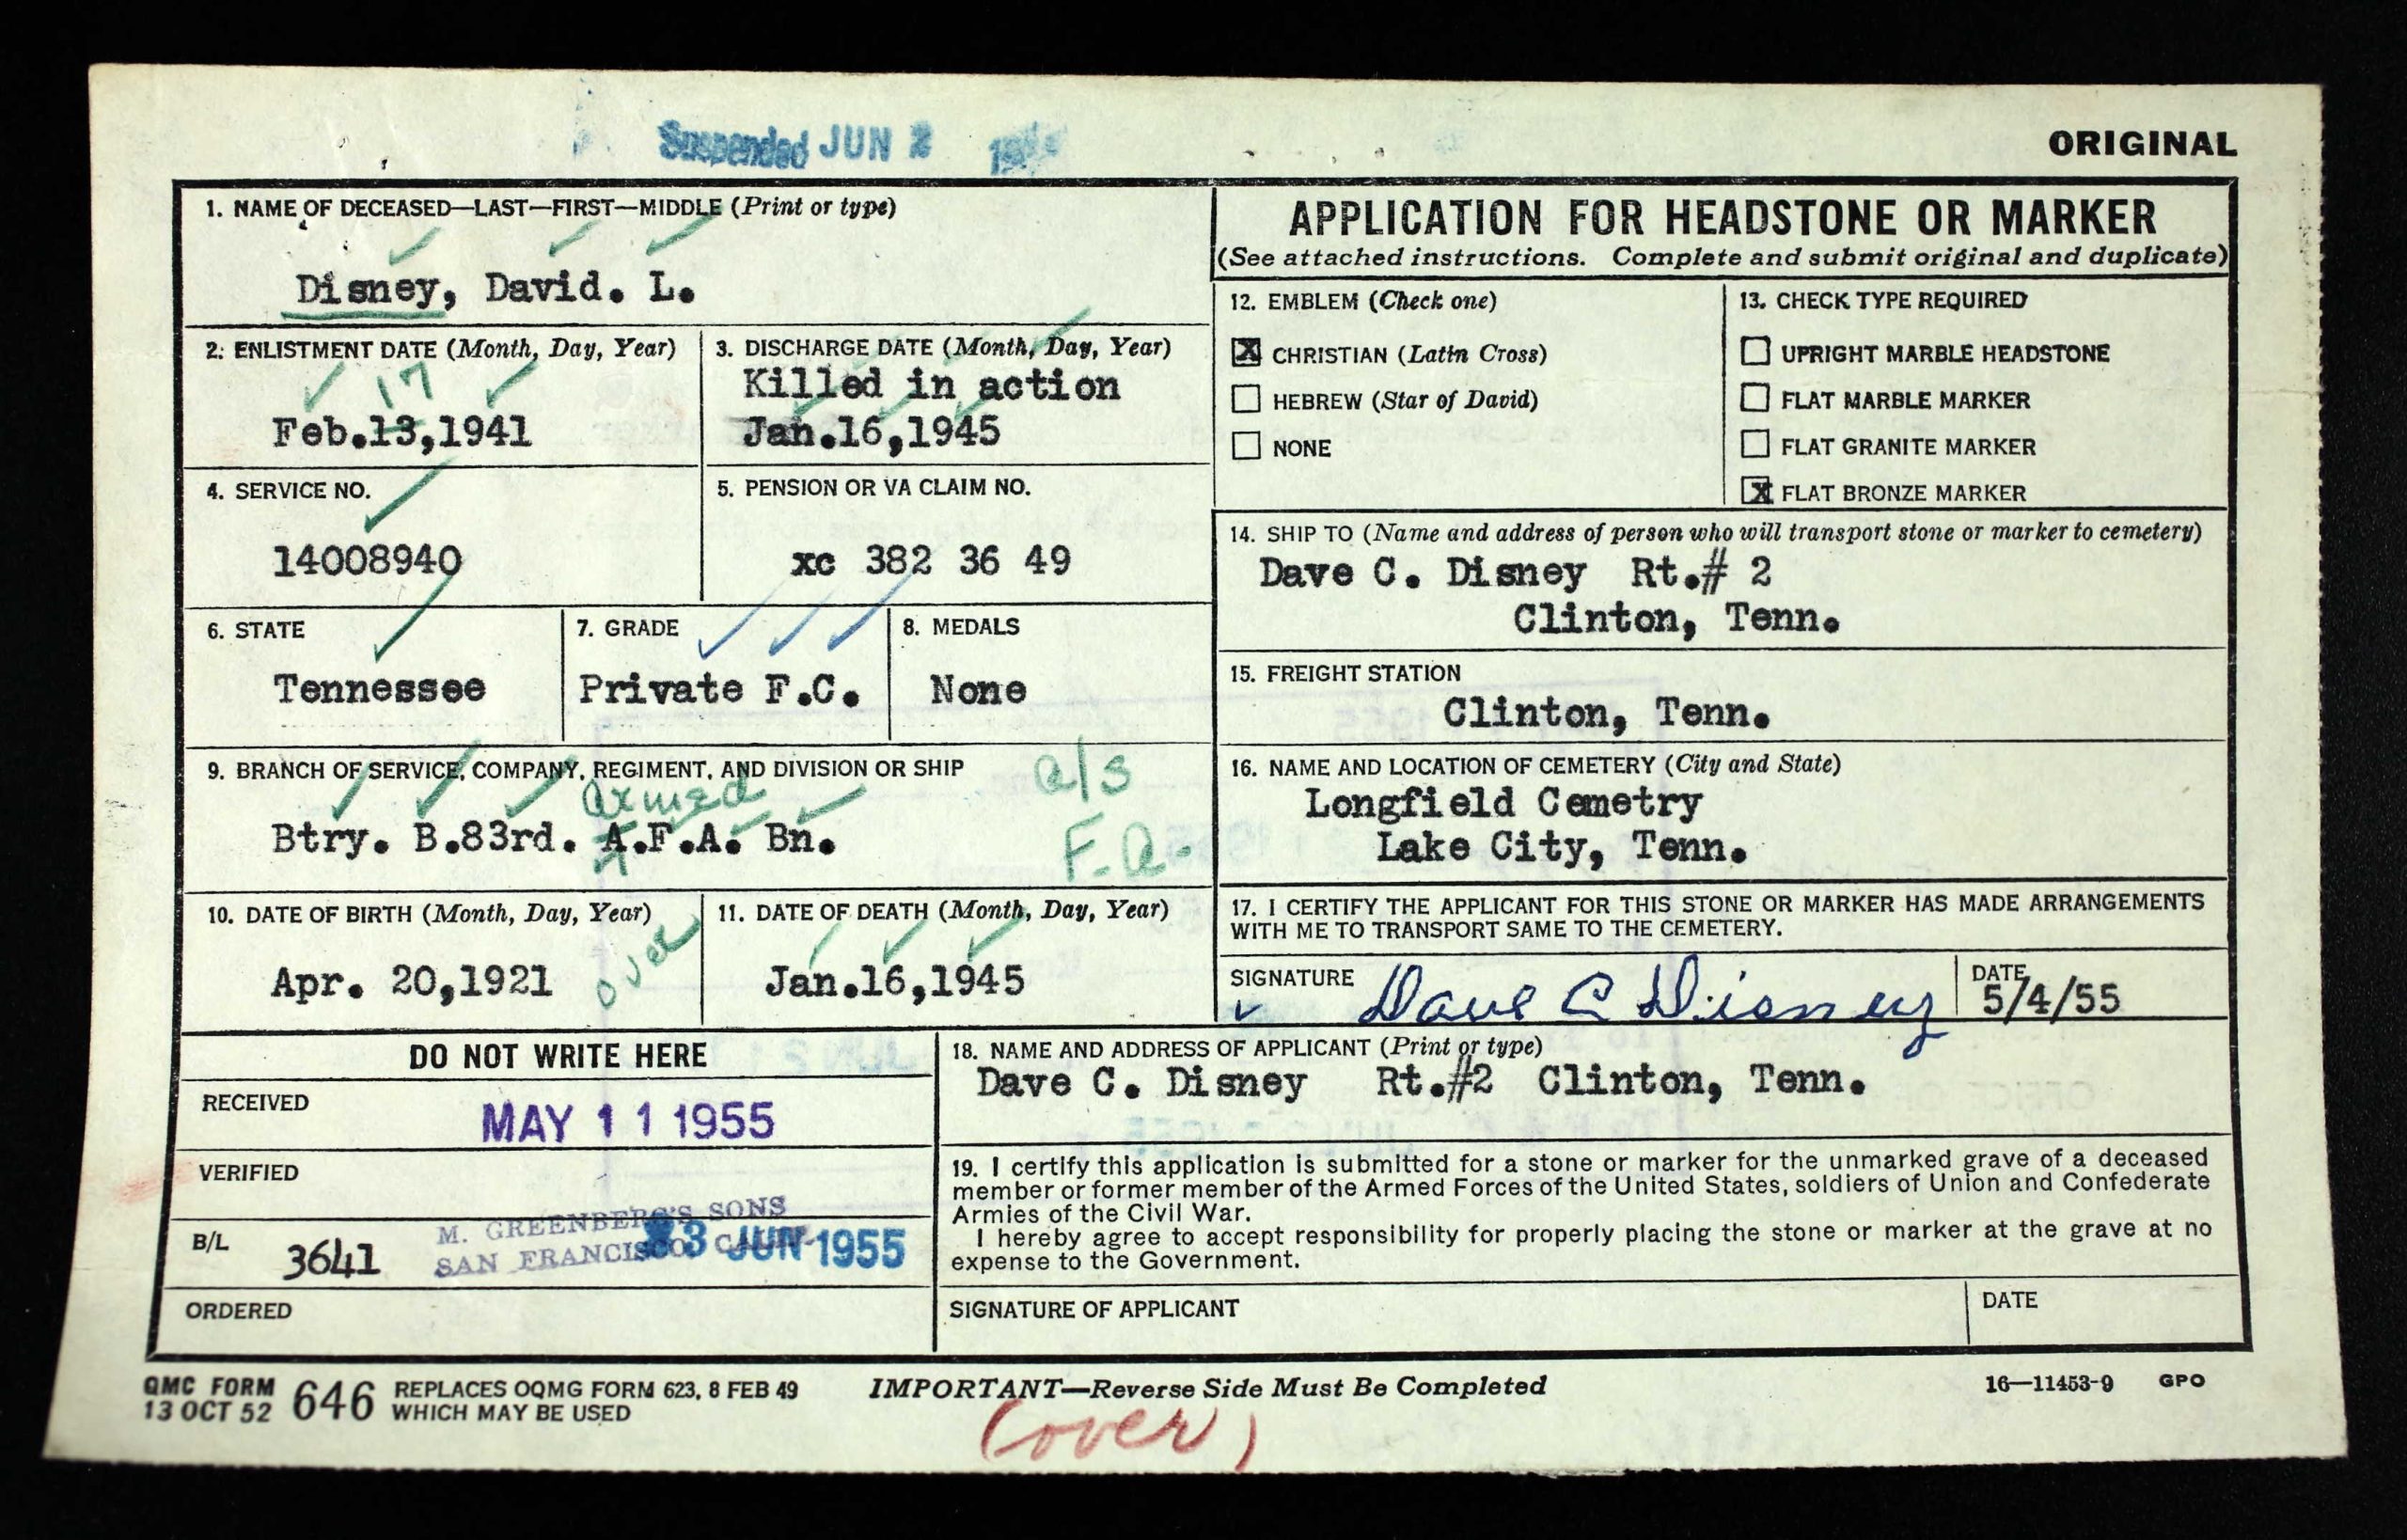 Suspended JUN 2
ORIGINAL
1. NAME OF DECEASED—LAST—FIRST—MIDDLE (Print or type)
Disney, David. L.
APPLICATION FOR HEADSTONE OR MARKER
(See attached instructions. Complete and submit original and duplicate)
2. ENLISTMENT DATE (Month, Day, Year)
17
Feb.13,1941
3. DISCHARGE DATE (Month, Day, Year)
Killed in action
Jan.16,1945
12. EMBLEM (Check one)
X CHRISTIAN (Latin Cross)
HEBREW (Star of David)
NONE
13. CHECK TYPE REQUIRED
UPRIGHT MARBLE HEADSTONE
FLAT MARBLE MARKER
FLAT GRANITE MARKER
X FLAT BRONZE MARKER
4. SERVICE NO.
14008940
5. PENSION OR VA CLAIM NO.
xc 382 36 49
14. SHIP TO (Name and address of person who will transport stone or marker to cemetery)
Dave C. Disney Rt.# 2
Clinton, Tenn.
6. STATE
Tennessee
7. GRADE
Private F.C.
8. MEDALS
None
15. FREIGHT STATION
Clinton, Tenn.
9. BRANCH OF SERVICE, COMPANY, REGIMENT, AND DIVISION OR SHIP
armed
a/s
Btry. B.83rd. A.F.A. Bn.
F.a.
16. NAME AND LOCATION OF CEMETERY (City and State)
Longfield Cemetry
Lake City, Tenn.
10. DATE OF BIRTH (Month, Day, Year)
over
Apr. 20,1921
11. DATE OF DEATH (Month, Day, Year)
Jan.16,1945
17. I CERTIFY THE APPLICANT FOR THIS STONE OR MARKER HAS MADE ARRANGEMENTS
WITH ME TO TRANSPORT SAME TO THE CEMETERY.
SIGNATURE Dave C Disney
DATE 5/4/55
DO NOT WRITE HERE
RECEIVED MAY 11 1955
VERIFIED
B/L 3641
M. GREENBERG'S SONS
SAN FRANCISCO CALIF.
JUN 1955
ORDERED
18. NAME AND ADDRESS OF APPLICANT (Print or type)
Dave C. Disney Rt.#2 Clinton, Tenn.
19. I certify this application is submitted for a stone or marker for the unmarked grave of a deceased
member or former member of the Armed Forces of the United States, soldiers of Union and Confederate
Armies of the Civil War.
I hereby agree to accept responsibility for properly placing the stone or marker at the grave at no
expense to the Government.
SIGNATURE OF APPLICANT
DATE
QMC FORM
13 OCT 52 646
REPLACES OQMG FORM 623, 8 FEB 49
WHICH MAY BE USED
IMPORTANT—Reverse Side Must Be Completed
16—11453-9 GPO
(over)